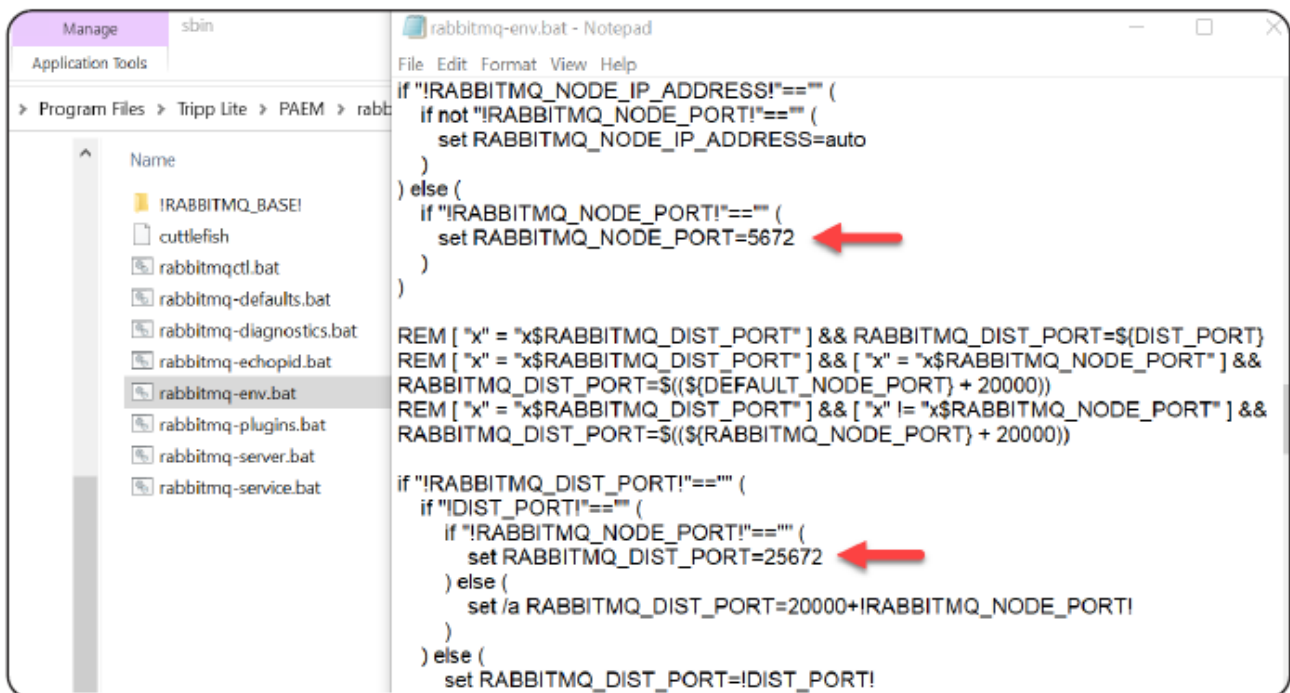 Manage
sbin
Application Tools
> Program Files > Tripp Lite > PAEM > rabb
Name
!RABBITMQ_BASE!
cuttlefish
rabbitmqctl.bat
rabbitmq-defaults.bat
rabbitmq-diagnostics.bat
rabbitmq-echopid.bat
rabbitmq-env.bat
rabbitmq-plugins.bat
rabbitmq-server.bat
rabbitmq-service.bat
rabbitmq-env.bat - Notepad
File Edit Format View Help
if "!RABBITMQ_NODE_IP_ADDRESS!"=="" (
if not "!RABBITMQ_NODE_PORT!"=="" (
set RABBITMQ_NODE_IP_ADDRESS=auto
)
) else (
if "!RABBITMQ_NODE_PORT!"=="" (
set RABBITMQ_NODE_PORT=5672
)
)
REM [ "x" = "x$RABBITMQ_DIST_PORT" ] && RABBITMQ_DIST_PORT=${DIST_PORT}
REM [ "x" = "x$RABBITMQ_DIST_PORT" ] && [ "x" = "x$RABBITMQ_NODE_PORT" ] &&
RABBITMQ_DIST_PORT=$((${DEFAULT_NODE_PORT} + 20000))
REM [ "x" = "x$RABBITMQ_DIST_PORT" ] && [ "x" != "x$RABBITMQ_NODE_PORT" ] &&
RABBITMQ_DIST_PORT=$((${RABBITMQ_NODE_PORT} + 20000))
if "!RABBITMQ_DIST_PORT!"=="" (
if "!DIST_PORT!"=="" (
if "!RABBITMQ_NODE_PORT!"=="" (
set RABBITMQ_DIST_PORT=25672
) else (
set /a RABBITMQ_DIST_PORT=20000+!RABBITMQ_NODE_PORT!
)
) else (
set RABBITMQ_DIST_PORT=!DIST_PORT!